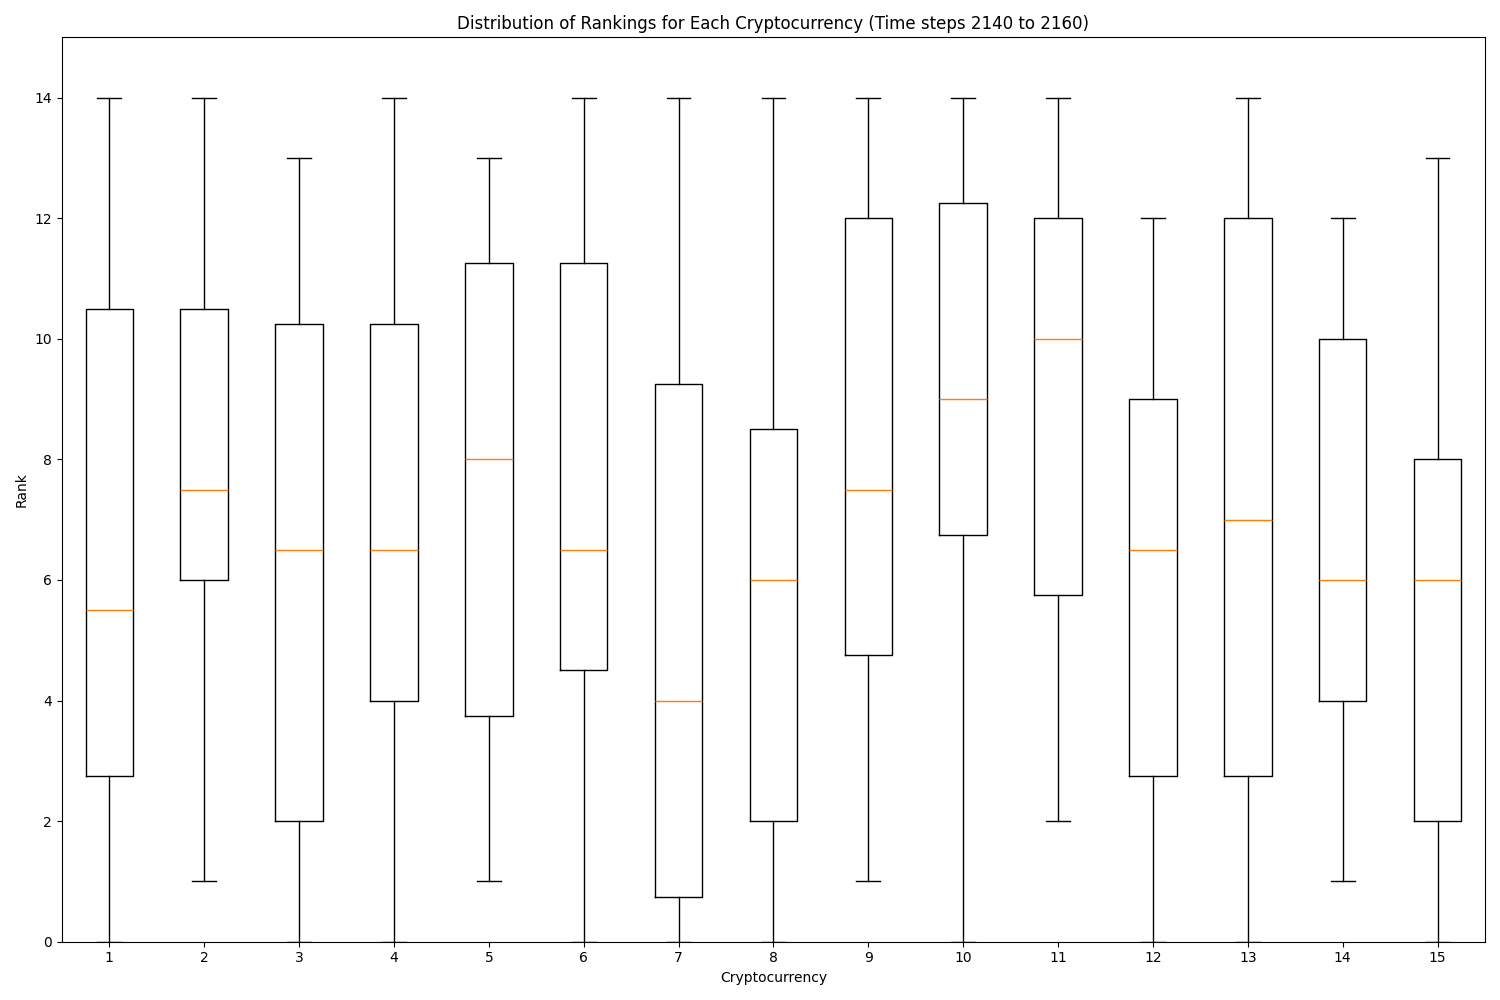 Distribution of Rankings for Each Cryptocurrency (Time steps 2140 to 2160)
14
12
10
8
6
4
2
0
Rank
1 2 3 4 5 6 7 8 9 10 11 12 13 14 15
Cryptocurrency